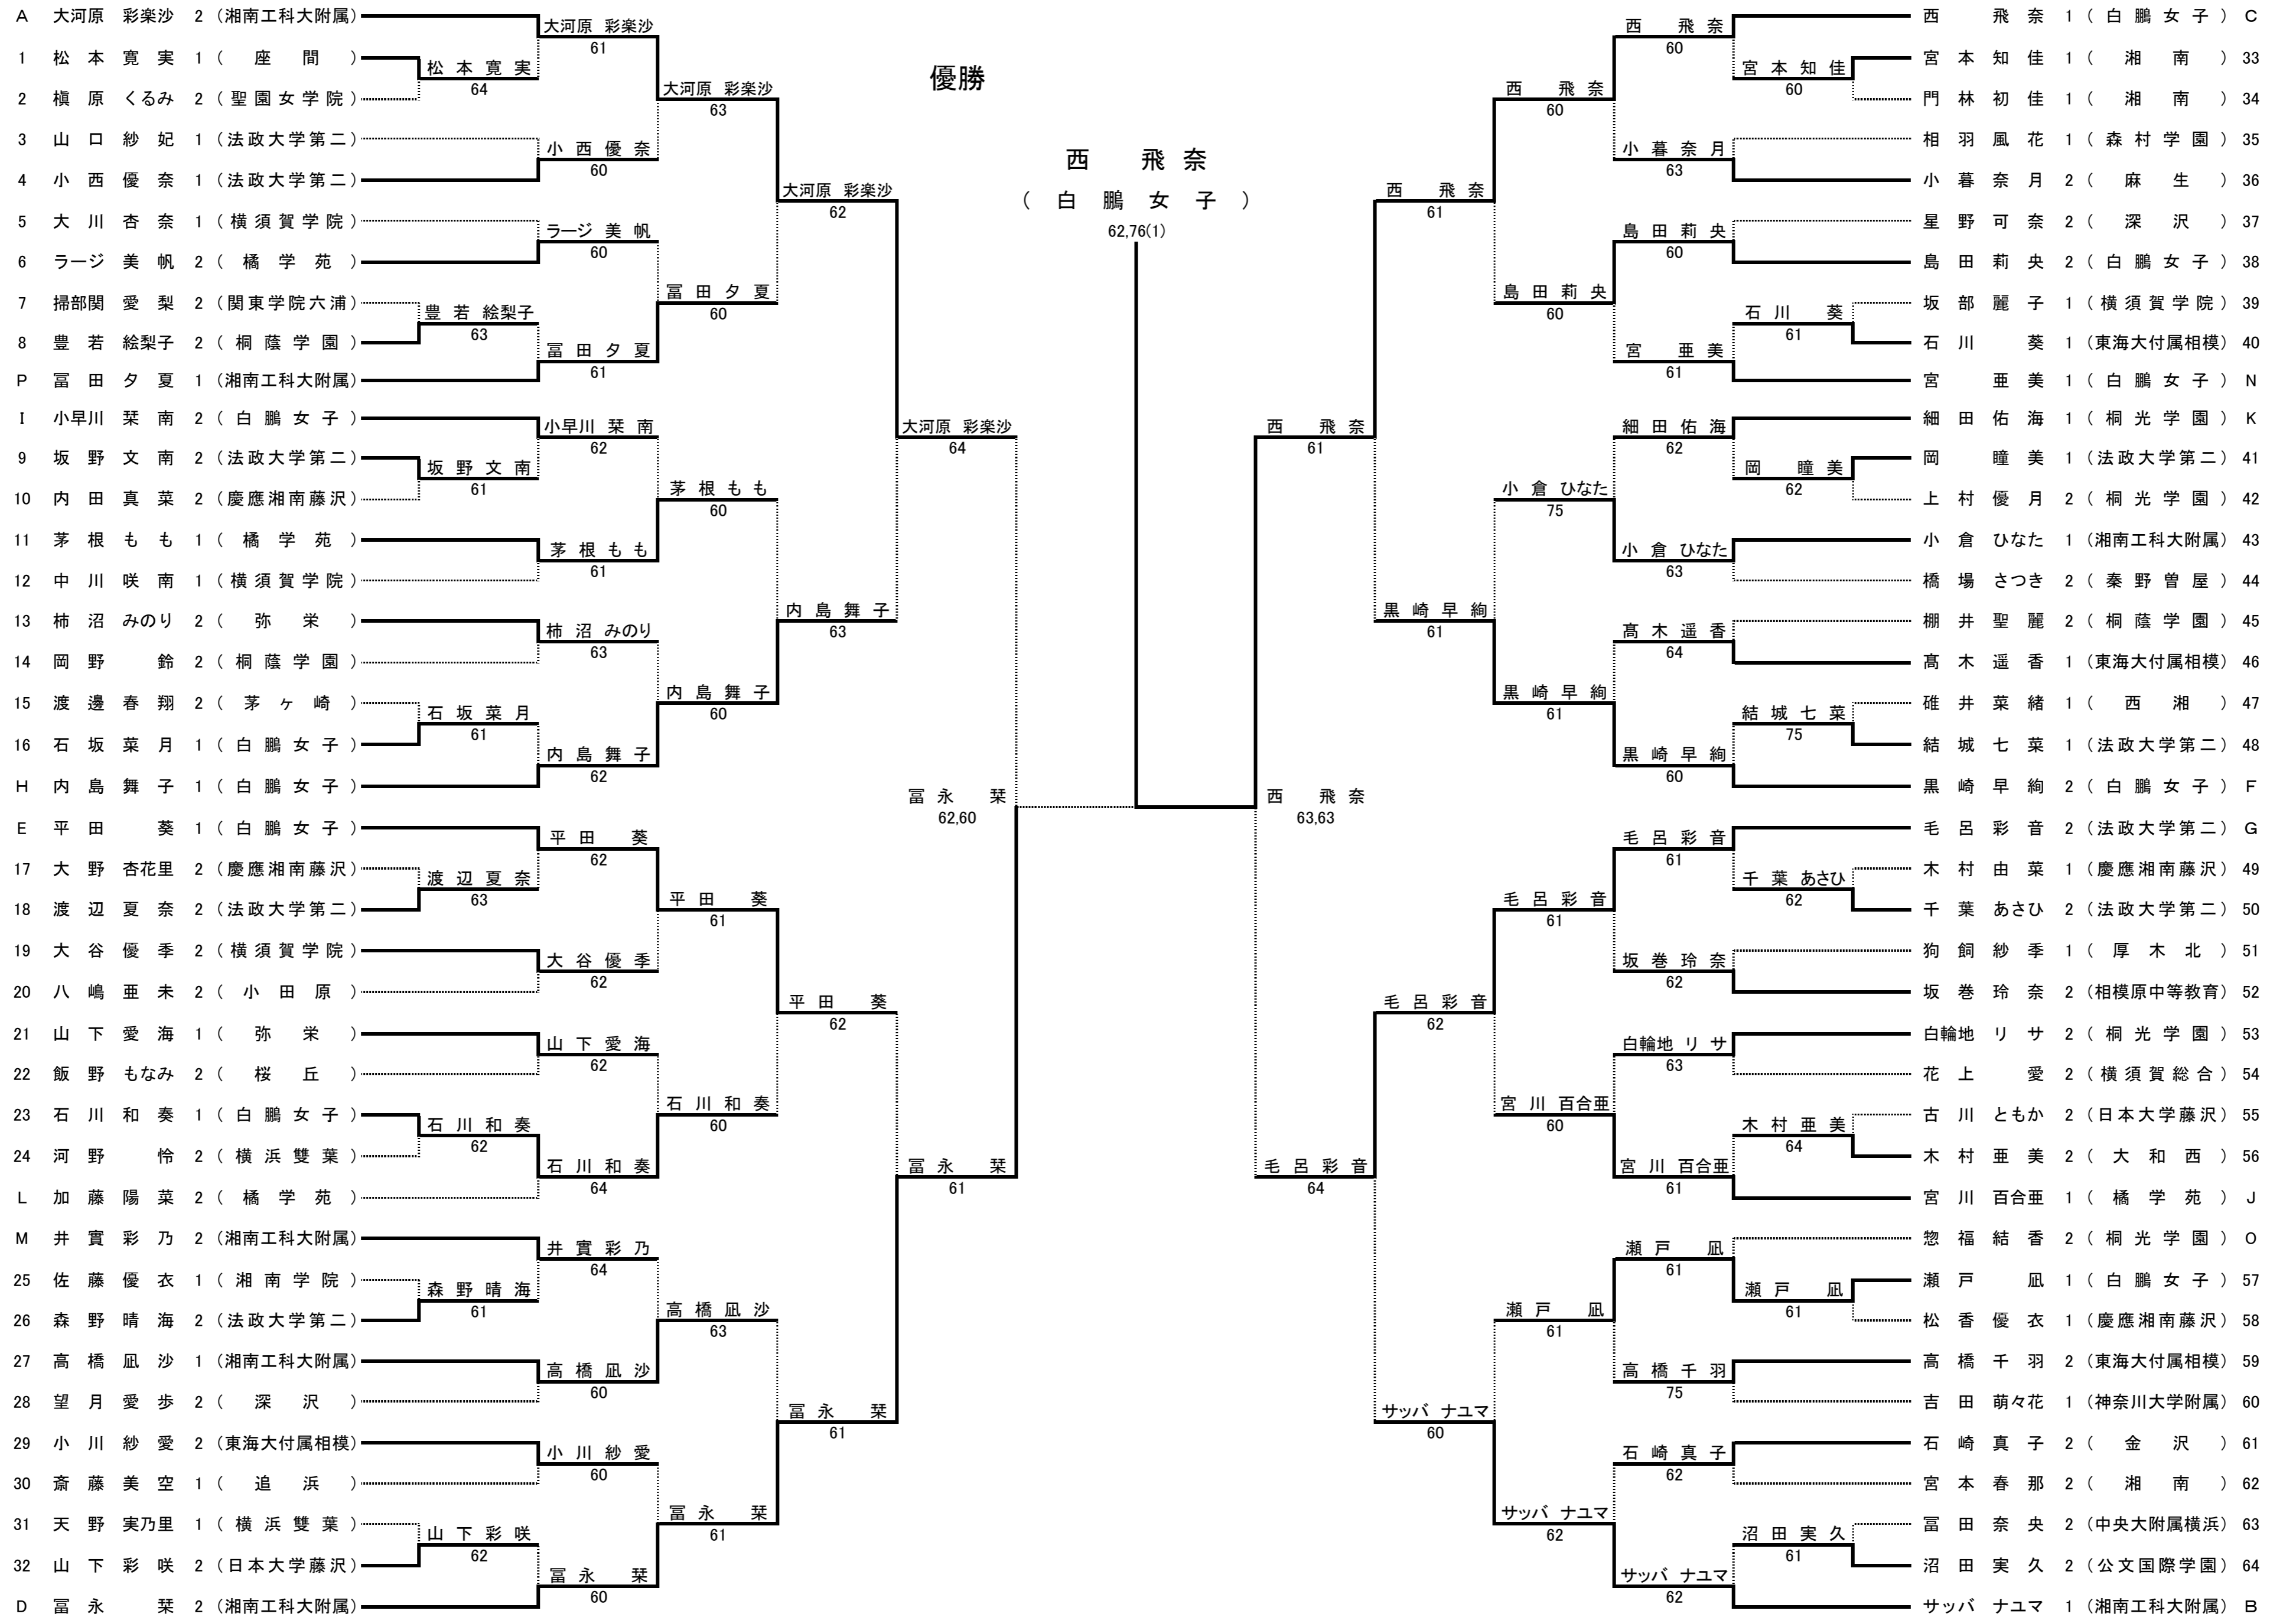 優勝
西 飛 奈
( 白 鵬 女 子 )
62,76(1)
A 大河原 彩楽沙 2 (湘南工科大附属)
1 松 本 寛 実 1 ( 座 間 )
2 槇 原 くるみ 2 (聖園女学院)
3 山 口 紗 妃 1 (法政大学第二)
4 小 西 優 奈 1 (法政大学第二)
5 大 川 杏 奈 1 (横須賀学院)
6 ラージ 美 帆 2 ( 橘 学 苑 )
7 掃部関 愛 梨 2 (関東学院六浦)
8 豊 若 絵梨子 2 ( 桐 蔭 学 園 )
P 冨 田 夕 夏 1 (湘南工科大附属)
I 小早川 栞 南 2 ( 白 鵬 女 子 )
9 坂 野 文 南 2 (法政大学第二)
10 内 田 真 菜 2 (慶應湘南藤沢)
11 茅 根 も も 1 ( 橘 学 苑 )
12 中 川 咲 南 1 (横須賀学院)
13 柿 沼 みのり 2 ( 弥 栄 )
14 岡 野 鈴 2 ( 桐 蔭 学 園 )
15 渡 邊 春 翔 2 ( 茅 ヶ 崎 )
16 石 坂 菜 月 1 ( 白 鵬 女 子 )
H 内 島 舞 子 1 ( 白 鵬 女 子 )
E 平 田 葵 1 ( 白 鵬 女 子 )
17 大 野 杏花里 2 (慶應湘南藤沢)
18 渡 辺 夏 奈 2 (法政大学第二)
19 大 谷 優 季 2 (横須賀学院)
20 八 嶋 亜 未 2 ( 小 田 原 )
21 山 下 愛 海 1 ( 弥 栄 )
22 飯 野 もなみ 2 ( 桜 丘 )
23 石 川 和 奏 1 ( 白 鵬 女 子 )
24 河 野 怜 2 ( 横 浜 雙 葉 )
L 加 藤 陽 菜 2 ( 橘 学 苑 )
M 井 實 彩 乃 2 (湘南工科大附属)
25 佐 藤 優 衣 1 ( 湘 南 学 院 )
26 森 野 晴 海 2 (法政大学第二)
27 高 橋 凪 沙 1 (湘南工科大附属)
28 望 月 愛 歩 2 ( 深 沢 )
29 小 川 紗 愛 2 (東海大付属相模)
30 斎 藤 美 空 1 ( 追 浜 )
31 天 野 実乃里 1 ( 横 浜 雙 葉 )
32 山 下 彩 咲 2 (日本大学藤沢)
D 冨 永 栞 2 (湘南工科大附属)
松 本 寛 実
64
豊 若 絵梨子
63
坂 野 文 南
61
石 坂 菜 月
61
渡 辺 夏 奈
63
石 川 和 奏
62
森 野 晴 海
61
山 下 彩 咲
62
大河原 彩楽沙
61
小 西 優 奈
60
ラージ 美 帆
60
冨 田 夕 夏
61
小早川 栞 南
62
茅 根 も も
61
柿 沼 みのり
63
内 島 舞 子
62
平 田 葵
62
大 谷 優 季
62
山 下 愛 海
62
石 川 和 奏
64
井 實 彩 乃
64
高 橋 凪 沙
60
小 川 紗 愛
60
冨 永 栞
60
大河原 彩楽沙
63
冨 田 夕 夏
60
茅 根 も も
60
内 島 舞 子
60
平 田 葵
61
石 川 和 奏
60
高 橋 凪 沙
63
冨 永 栞
61
大河原 彩楽沙
62
内 島 舞 子
63
平 田 葵
62
冨 永 栞
61
大河原 彩楽沙
64
冨 永 栞
61
冨 永 栞
62,60
西 飛 奈
63,63
西 飛 奈
61
毛 呂 彩 音
64
西 飛 奈
61
黒 崎 早 絢
61
毛 呂 彩 音
62
サッバ ナユマ
60
西 飛 奈
60
島 田 莉 央
60
小 倉 ひなた
75
黒 崎 早 絢
61
毛 呂 彩 音
61
宮 川 百合亜
60
瀬 戸 凪
61
サッバ ナユマ
62
西 飛 奈
60
小 暮 奈 月
63
島 田 莉 央
60
宮 亜 美
61
細 田 佑 海
62
小 倉 ひなた
63
髙 木 遥 香
64
黒 崎 早 絢
60
毛 呂 彩 音
61
坂 巻 玲 奈
62
白輪地 リ サ
63
宮 川 百合亜
61
瀬 戸 凪
61
高 橋 千 羽
75
石 崎 真 子
62
サッバ ナユマ
62
宮 本 知 佳
60
石 川 葵
61
岡 瞳 美
62
結 城 七 菜
75
千 葉 あさひ
62
木 村 亜 美
64
瀬 戸 凪
61
沼 田 実 久
61
西 飛 奈 1 ( 白 鵬 女 子 ) C
宮 本 知 佳 1 ( 湘 南 ) 33
門 林 初 佳 1 ( 湘 南 ) 34
相 羽 風 花 1 ( 森 村 学 園 ) 35
小 暮 奈 月 2 ( 麻 生 ) 36
星 野 可 奈 2 ( 深 沢 ) 37
島 田 莉 央 2 ( 白 鵬 女 子 ) 38
坂 部 麗 子 1 (横須賀学院) 39
石 川 葵 1 (東海大付属相模) 40
宮 亜 美 1 ( 白 鵬 女 子 ) N
細 田 佑 海 1 ( 桐 光 学 園 ) K
岡 瞳 美 1 (法政大学第二) 41
上 村 優 月 2 ( 桐 光 学 園 ) 42
小 倉 ひなた 1 (湘南工科大附属) 43
橋 場 さつき 2 ( 秦 野 曽 屋 ) 44
棚 井 聖 麗 2 ( 桐 蔭 学 園 ) 45
髙 木 遥 香 1 (東海大付属相模) 46
碓 井 菜 緒 1 ( 西 湘 ) 47
結 城 七 菜 1 (法政大学第二) 48
黒 崎 早 絢 2 ( 白 鵬 女 子 ) F
毛 呂 彩 音 2 (法政大学第二) G
木 村 由 菜 1 (慶應湘南藤沢) 49
千 葉 あさひ 2 (法政大学第二) 50
狗 飼 紗 季 1 ( 厚 木 北 ) 51
坂 巻 玲 奈 2 (相模原中等教育) 52
白輪地 リ サ 2 ( 桐 光 学 園 ) 53
花 上 愛 2 (横須賀総合) 54
古 川 ともか 2 (日本大学藤沢) 55
木 村 亜 美 2 ( 大 和 西 ) 56
宮 川 百合亜 1 ( 橘 学 苑 ) J
惣 福 結 香 2 ( 桐 光 学 園 ) O
瀬 戸 凪 1 ( 白 鵬 女 子 ) 57
松 香 優 衣 1 (慶應湘南藤沢) 58
高 橋 千 羽 2 (東海大付属相模) 59
吉 田 萌々花 1 (神奈川大学附属) 60
石 崎 真 子 2 ( 金 沢 ) 61
宮 本 春 那 2 ( 湘 南 ) 62
冨 田 奈 央 2 (中央大附属横浜) 63
沼 田 実 久 2 (公文国際学園) 64
サッバ ナユマ 1 (湘南工科大附属) B